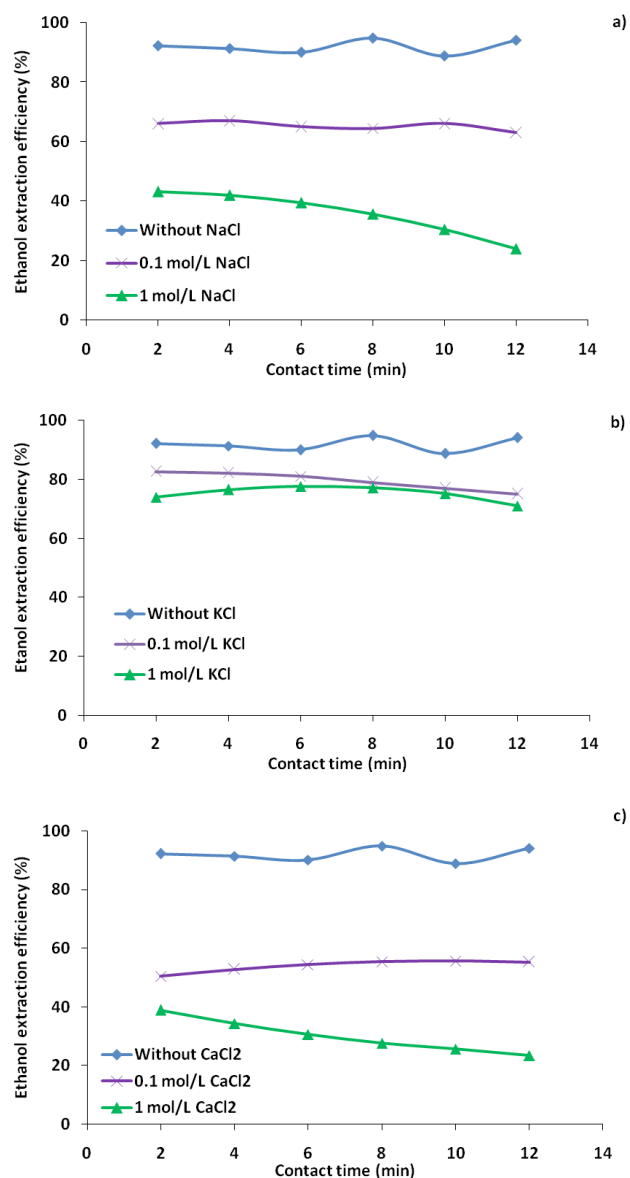 a)
Ethanol extraction efficiency (%)
100
80
60
40
20
0
Without NaCl
0.1 mol/L NaCl
1 mol/L NaCl
0 2 4 6 8 10 12 14
Contact time (min)
b)
Etanol extraction efficiency (%)
100
80
60
40
20
0
Without KCl
0.1 mol/L KCl
1 mol/L KCl
0 2 4 6 8 10 12 14
Contact time (min)
c)
Ethanol extraction efficiency (%)
100
80
60
40
20
0
Without CaCl2
0.1 mol/L CaCl2
1 mol/L CaCl2
0 2 4 6 8 10 12 14
Contact time (min)